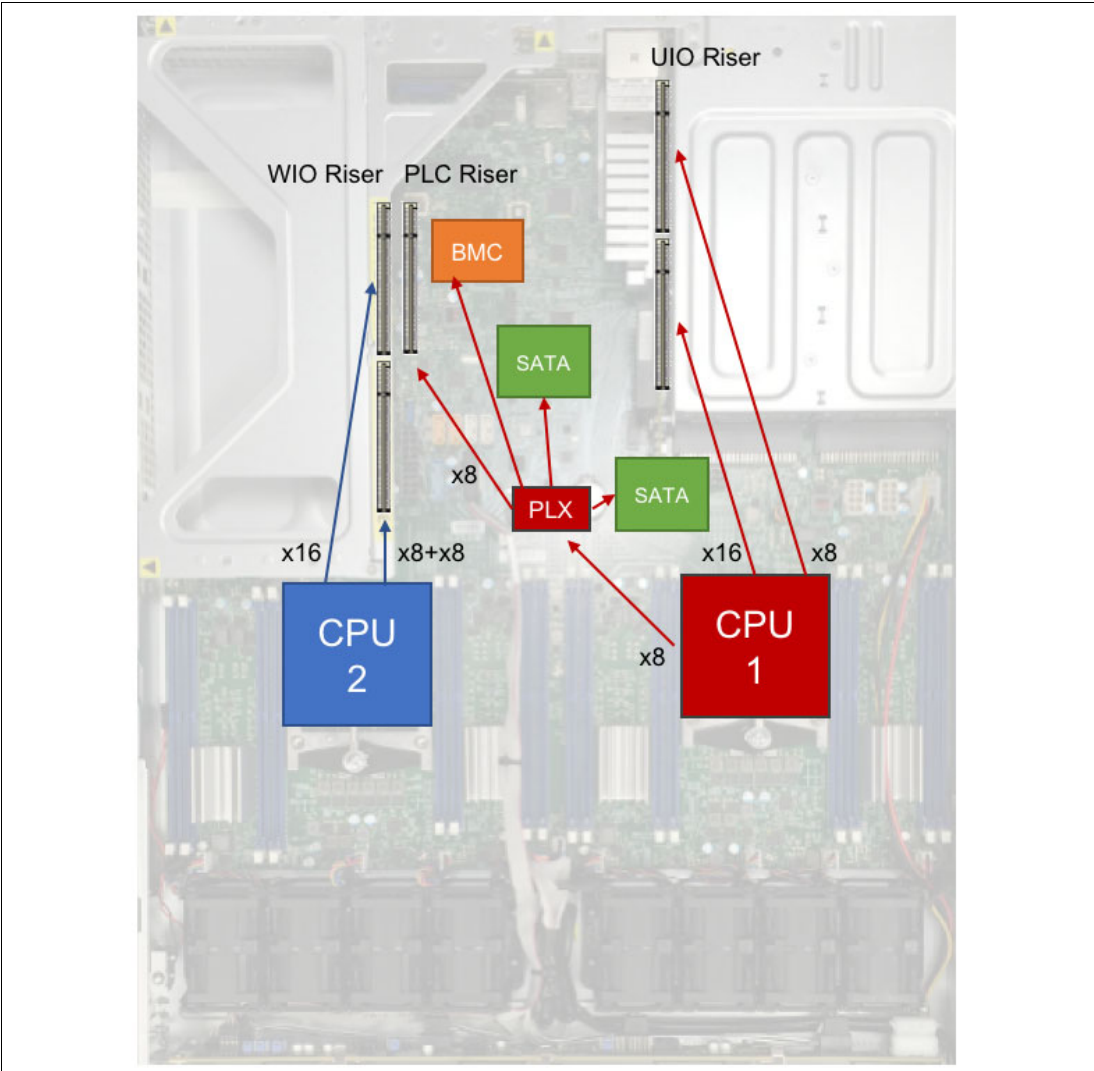 UIO Riser
WIO Riser PLC Riser
BMC
SATA
x8
PLX
SATA
x16
x8+x8
x16
x8
CPU
2
x8
CPU
1